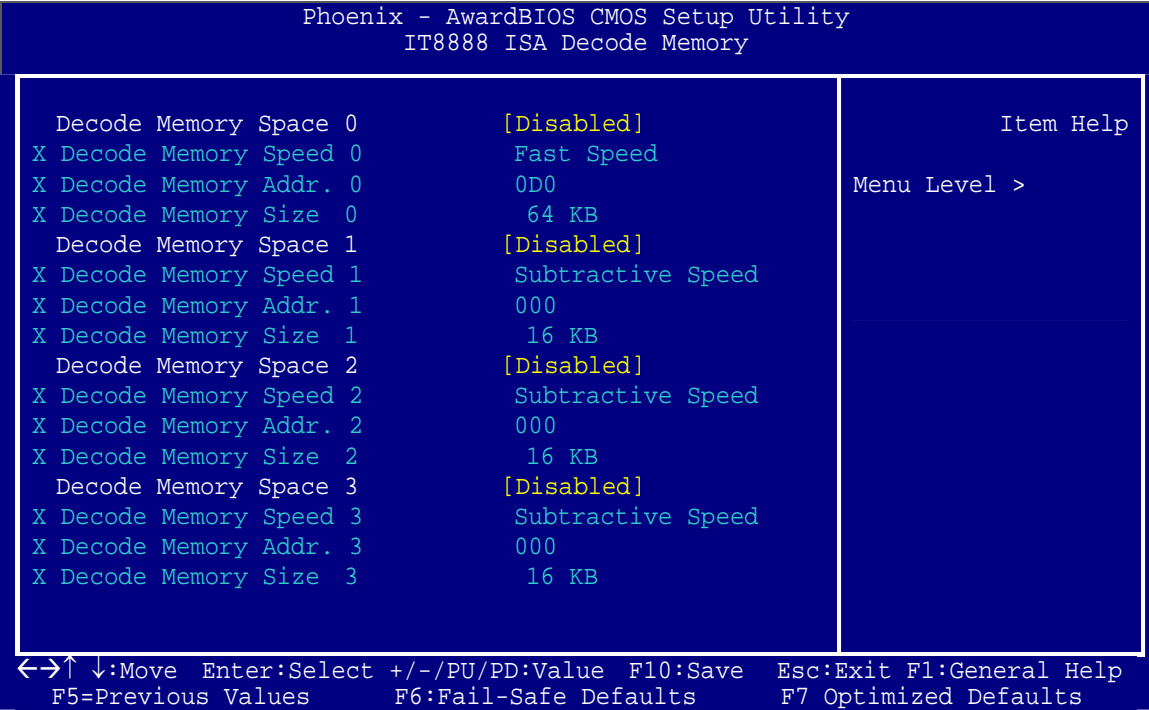 Phoenix - AwardBIOS CMOS Setup Utility
IT8888 ISA Decode Memory
Decode Memory Space 0 [Disabled] Item Help
X Decode Memory Speed 0 Fast Speed
X Decode Memory Addr. 0 0D0 Menu Level >
X Decode Memory Size 0 64 KB
Decode Memory Space 1 [Disabled]
X Decode Memory Speed 1 Subtractive Speed
X Decode Memory Addr. 1 000
X Decode Memory Size 1 16 KB
Decode Memory Space 2 [Disabled]
X Decode Memory Speed 2 Subtractive Speed
X Decode Memory Addr. 2 000
X Decode Memory Size 2 16 KB
Decode Memory Space 3 [Disabled]
X Decode Memory Speed 3 Subtractive Speed
X Decode Memory Addr. 3 000
X Decode Memory Size 3 16 KB
←→↑ ↓:Move Enter:Select +/-/PU/PD:Value F10:Save Esc:Exit F1:General Help
F5=Previous Values F6:Fail-Safe Defaults F7 Optimized Defaults